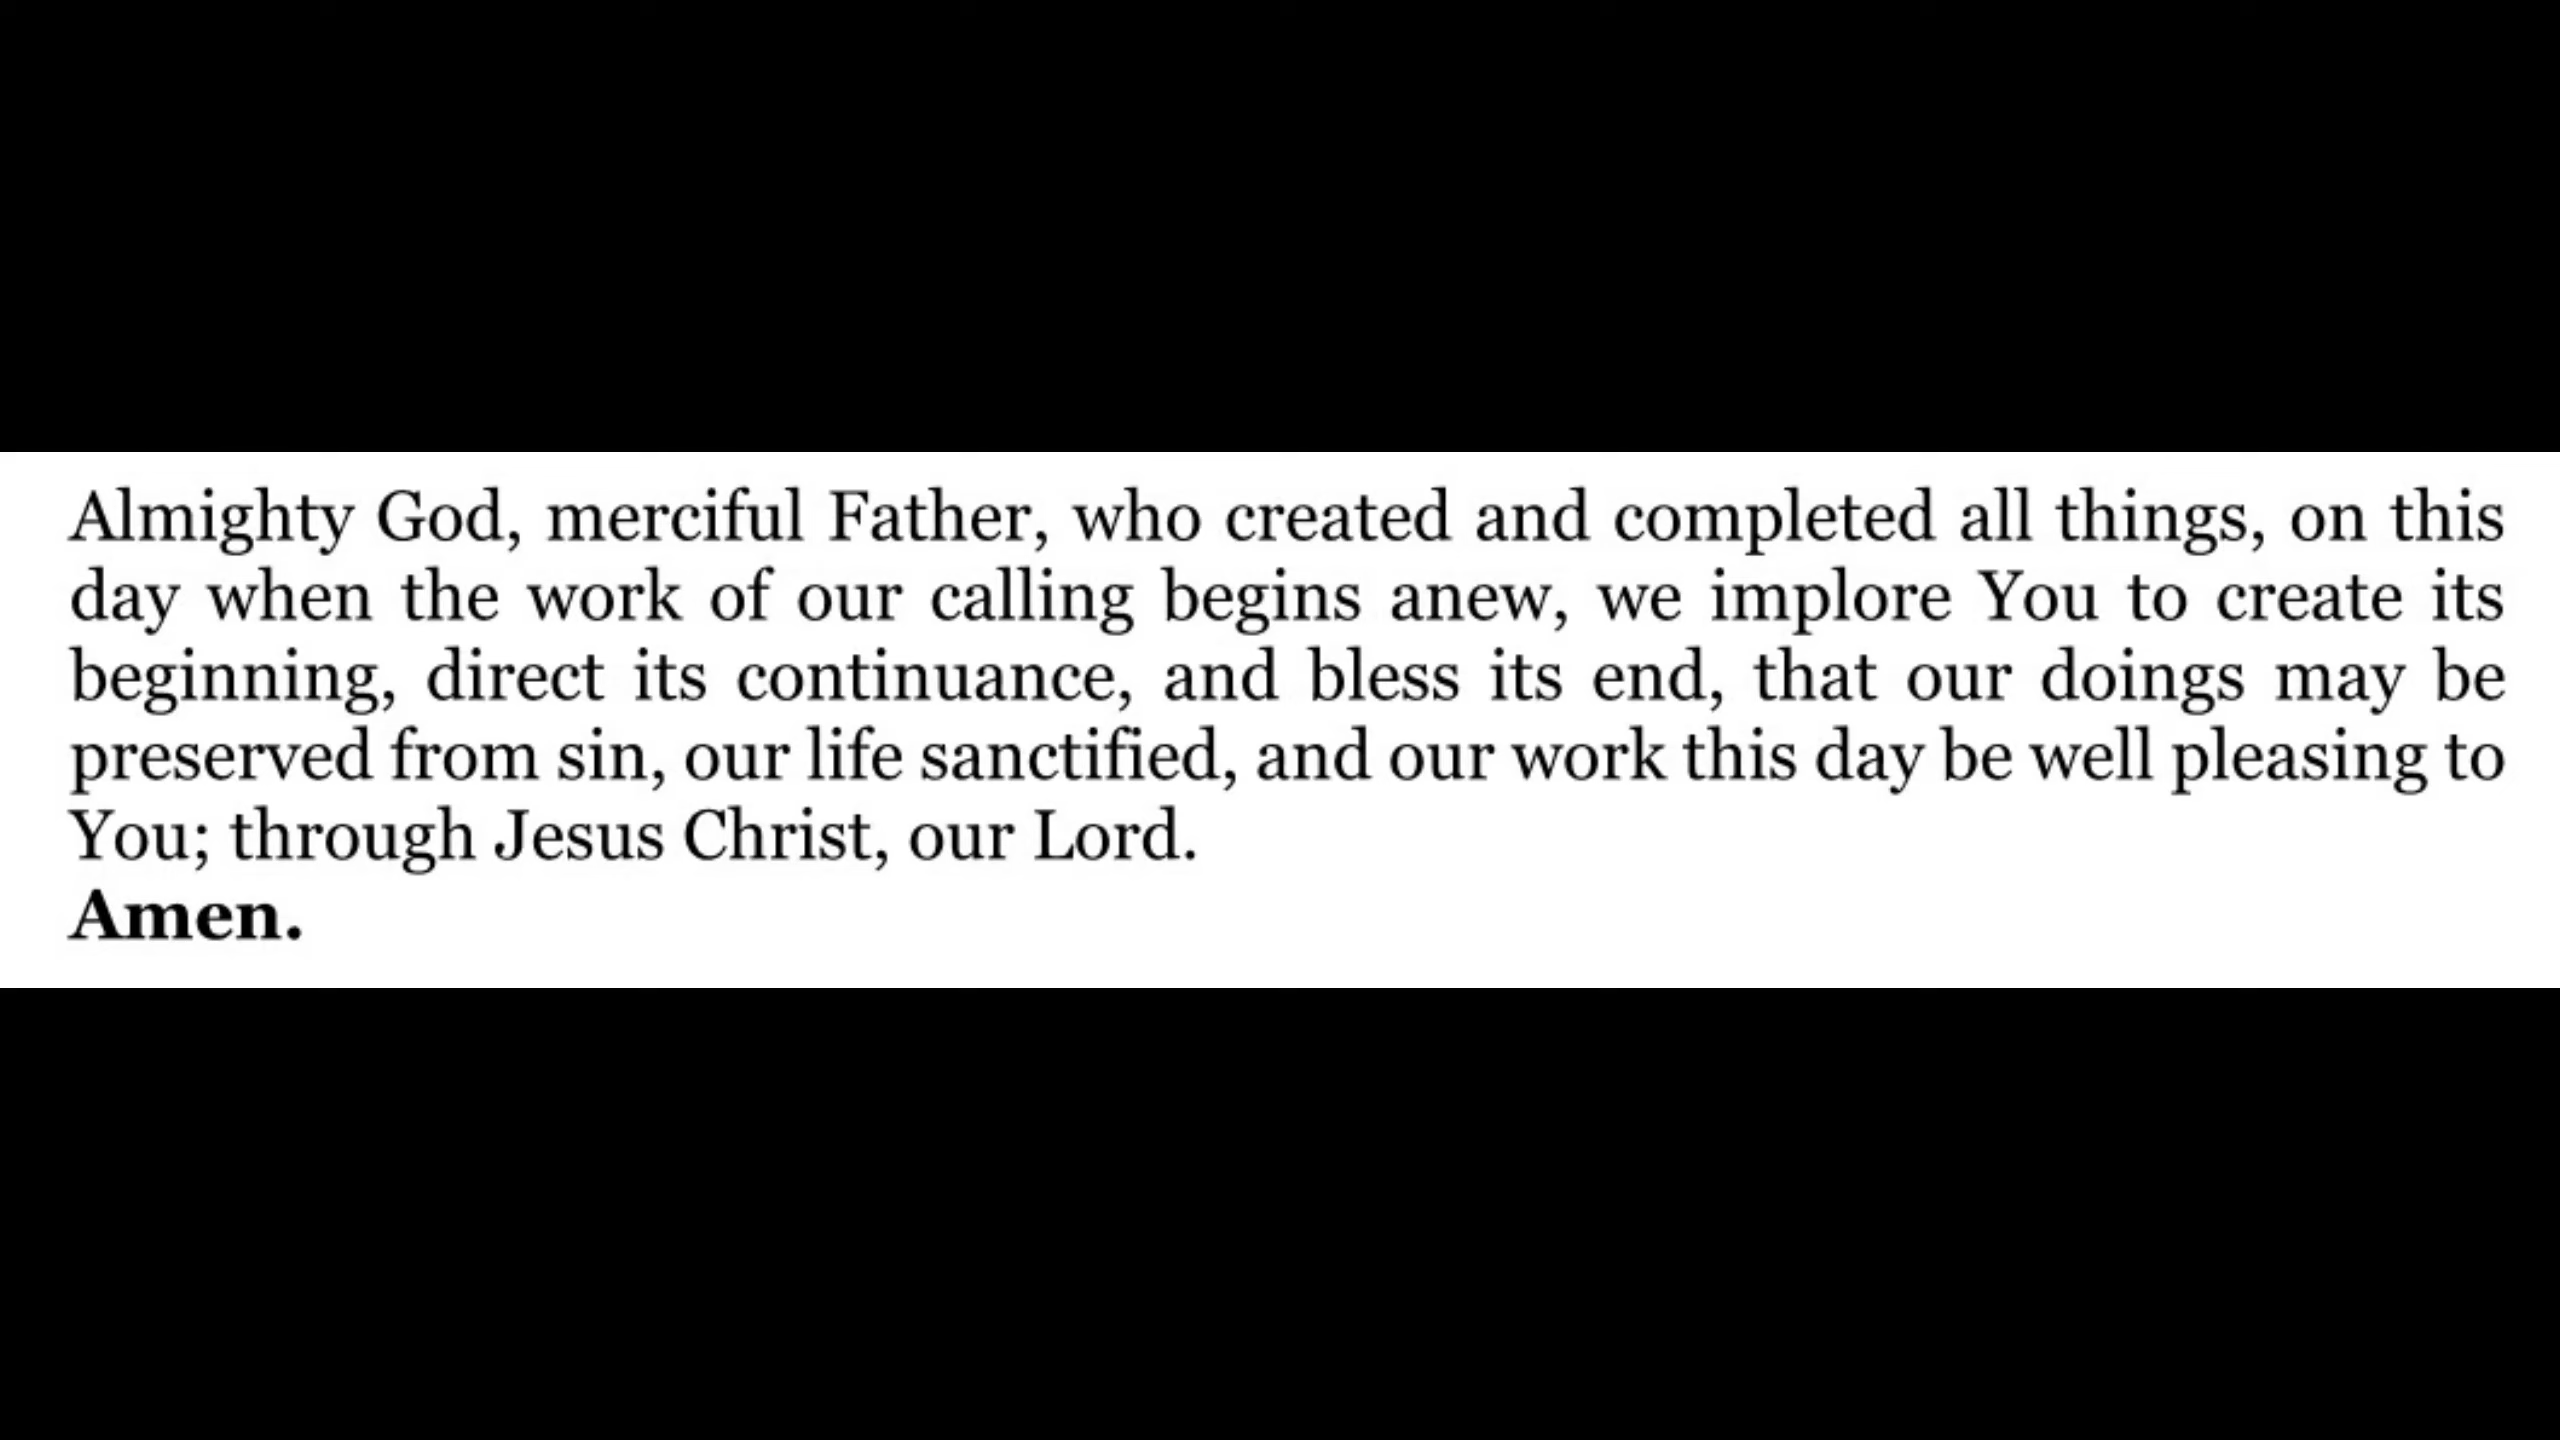 Almighty God, merciful Father, who created and completed all things, on this
day when the work of our calling begins anew, we implore You to create its
beginning, direct its continuance, and bless its end, that our doings may be
preserved from sin, our life sanctified, and our work this day be well pleasing to
You; through Jesus Christ, our Lord.
Amen.